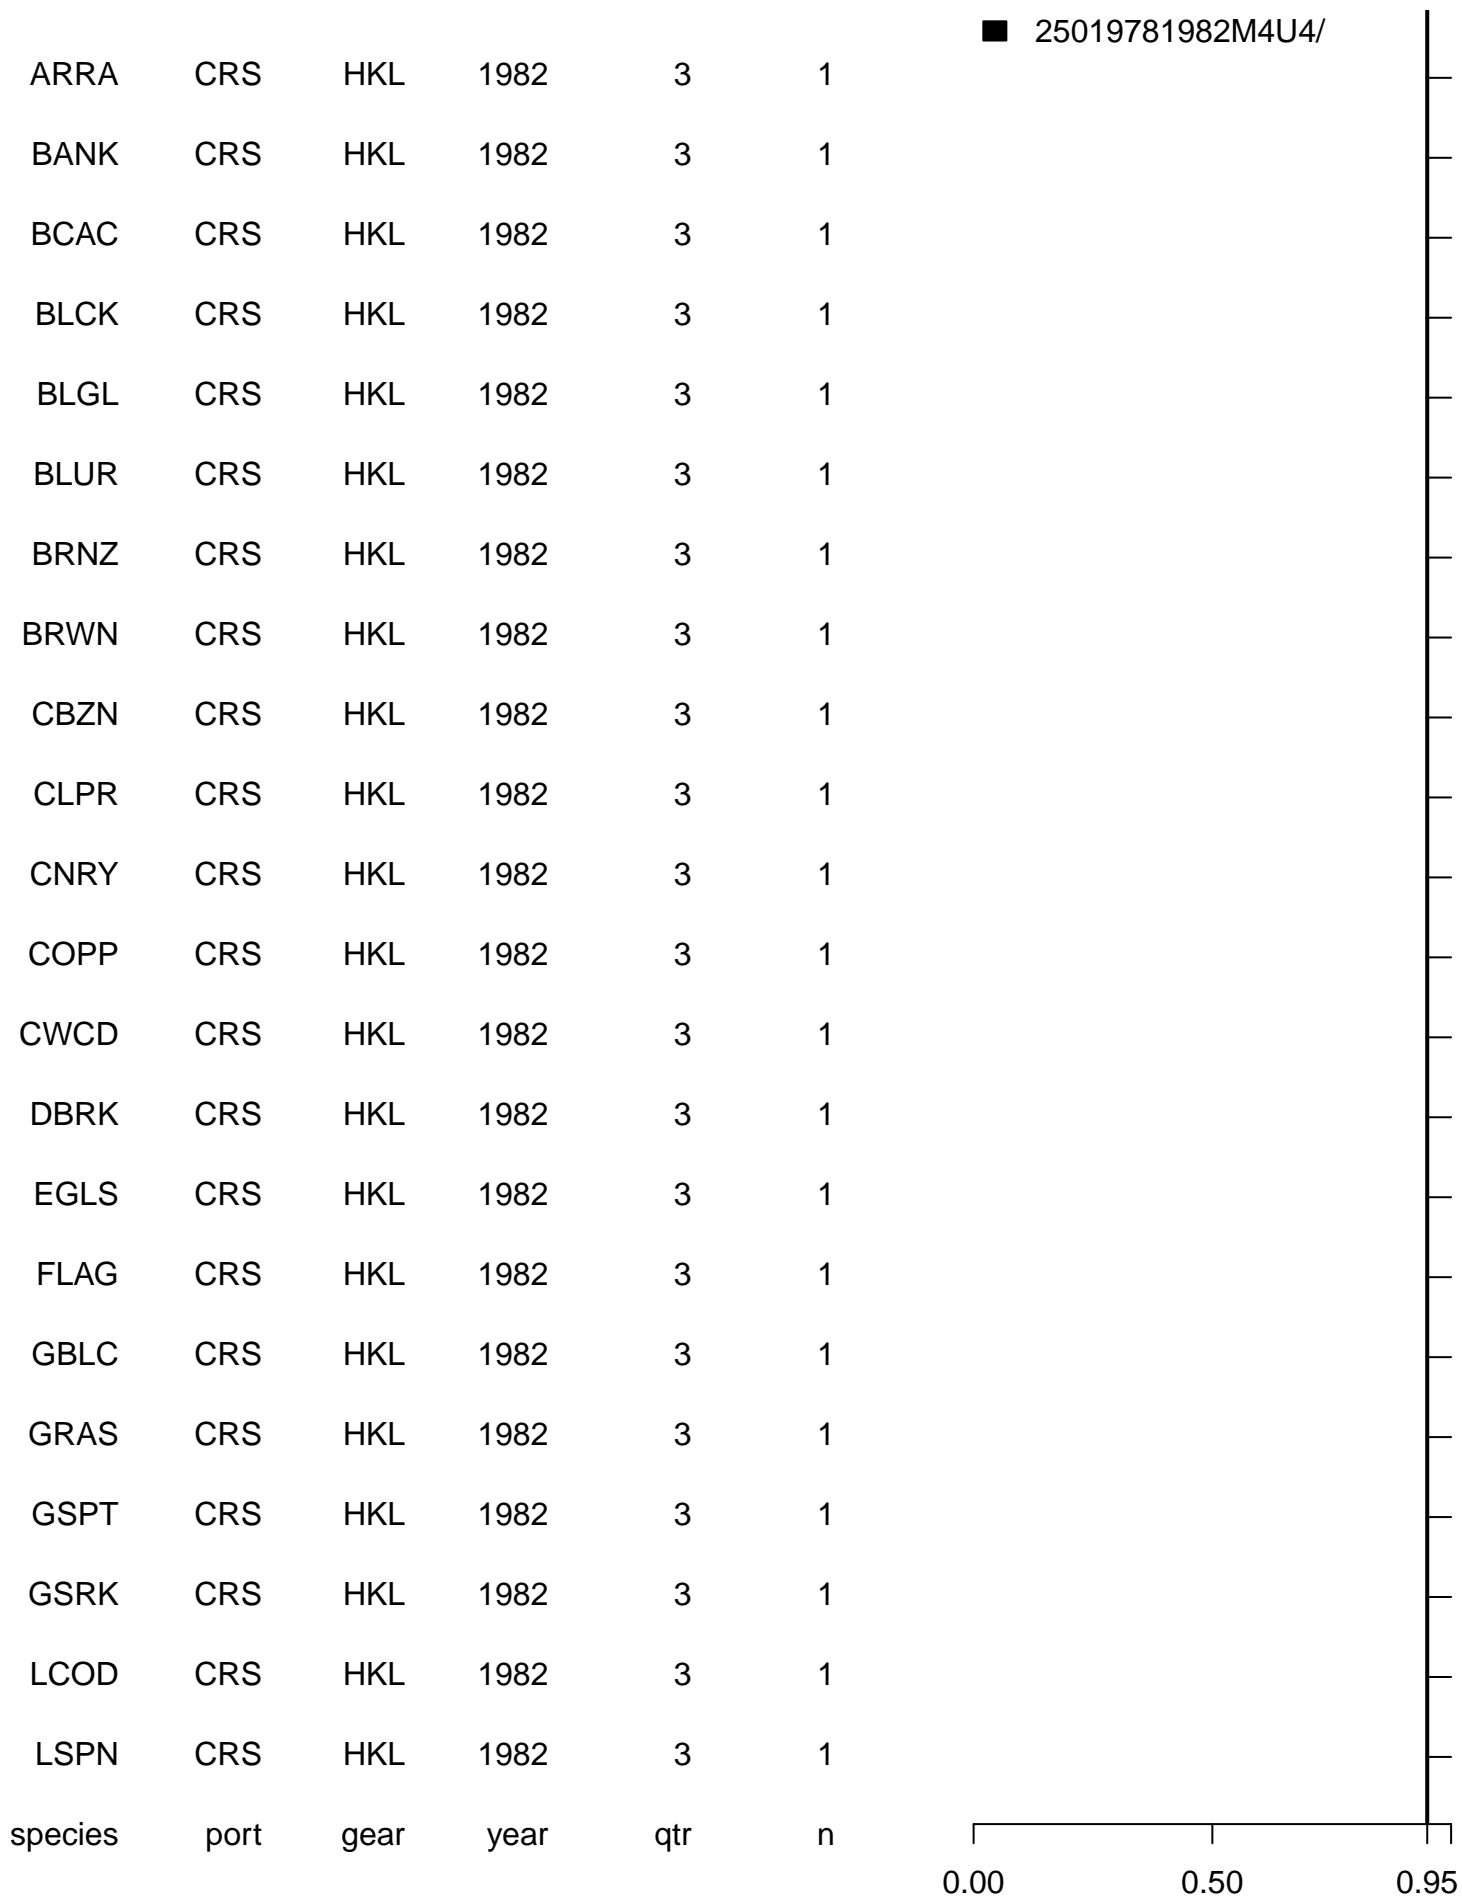 25019781982M4U4/
ARRA CRS HKL 1982 3 1
BANK CRS HKL 1982 3 1
BCAC CRS HKL 1982 3 1
BLCK CRS HKL 1982 3 1
BLGL CRS HKL 1982 3 1
BLUR CRS HKL 1982 3 1
BRNZ CRS HKL 1982 3 1
BRWN CRS HKL 1982 3 1
CBZN CRS HKL 1982 3 1
CLPR CRS HKL 1982 3 1
CNRY CRS HKL 1982 3 1
COPP CRS HKL 1982 3 1
CWCD CRS HKL 1982 3 1
DBRK CRS HKL 1982 3 1
EGLS CRS HKL 1982 3 1
FLAG CRS HKL 1982 3 1
GBLC CRS HKL 1982 3 1
GRAS CRS HKL 1982 3 1
GSPT CRS HKL 1982 3 1
GSRK CRS HKL 1982 3 1
LCOD CRS HKL 1982 3 1
LSPN CRS HKL 1982 3 1
species port gear year qtr n
0.00 0.50 0.95